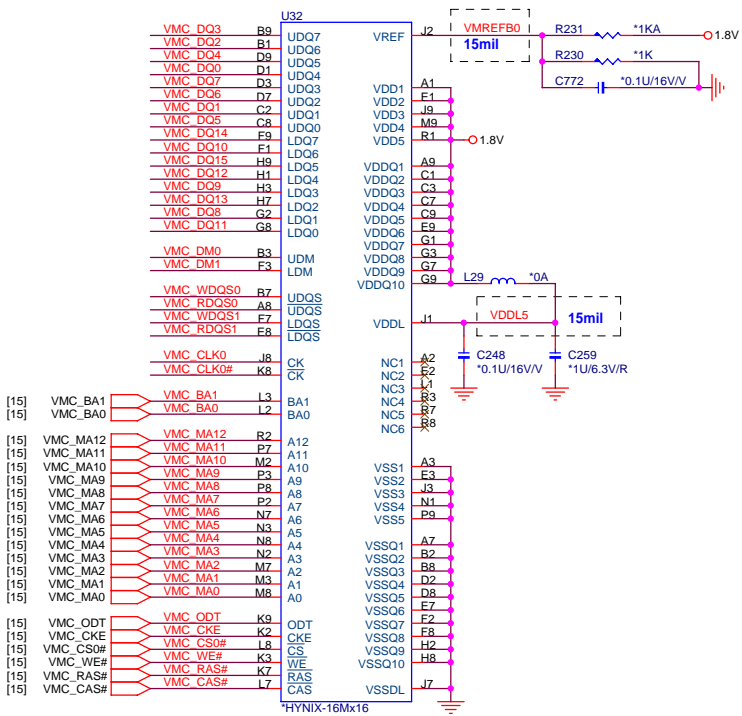 U32
VMC_DQ3 B9 UDQ7 VREF J2 VMREFB0 R231 *1KA 1.8V
VMC_DQ2 B1 UDQ6 15mil
VMC_DQ4 D9 UDQ5 R230 *1K
VMC_DQ0 D1 UDQ4
VMC_DQ7 D3 UDQ3 VDD1 A1 C772 *0.1U/16V/V
VMC_DQ6 D7 UDQ2 VDD2 E1
VMC_DQ1 C2 UDQ1 VDD3 J9
VMC_DQ5 C8 UDQ0 VDD4 M9
VMC_DQ14 F9 LDQ7 VDD5 R1 1.8V
VMC_DQ10 F1 LDQ6
VMC_DQ15 H9 LDQ5 VDDQ1 A9
VMC_DQ12 H1 LDQ4 VDDQ2 C1
VMC_DQ9 H3 LDQ3 VDDQ3 C3
VMC_DQ13 H7 LDQ2 VDDQ4 C7
VMC_DQ8 G2 LDQ1 VDDQ5 C9
VMC_DQ11 G8 LDQ0 VDDQ6 E9
VDDQ7 G1
VMC_DM0 B3 UDM VDDQ8 G3
VMC_DM1 F3 LDM VDDQ9 G7
VDDQ10 G9 L29 *0A
VMC_WDQS0 B7 UDQS
VMC_RDQS0 A8 UDQS
VMC_WDQS1 F7 LDQS VDDL J1 VDDL5 15mil
VMC_RDQS1 E8 LDQS
VMC_CLK0 J8 CK NC1 A2 C248 C259
VMC_CLK0# K8 CK NC2 E2 *0.1U/16V/V *1U/6.3V/R
NC3 L1
[15] VMC_BA1 VMC_BA1 L3 BA1 NC4 R3
[15] VMC_BA0 VMC_BA0 L2 BA0 NC5 R7
NC6 R8
[15] VMC_MA12 VMC_MA12 R2 A12
[15] VMC_MA11 VMC_MA11 P7 A11
[15] VMC_MA10 VMC_MA10 M2 A10 VSS1 A3
[15] VMC_MA9 VMC_MA9 P3 A9 VSS2 E3
[15] VMC_MA8 VMC_MA8 P8 A8 VSS3 J3
[15] VMC_MA7 VMC_MA7 P2 A7 VSS4 N1
[15] VMC_MA6 VMC_MA6 N7 A6 VSS5 P9
[15] VMC_MA5 VMC_MA5 N3 A5
[15] VMC_MA4 VMC_MA4 N8 A4 VSSQ1 A7
[15] VMC_MA3 VMC_MA3 N2 A3 VSSQ2 B2
[15] VMC_MA2 VMC_MA2 M7 A2 VSSQ3 B8
[15] VMC_MA1 VMC_MA1 M3 A1 VSSQ4 D2
[15] VMC_MA0 VMC_MA0 M8 A0 VSSQ5 D8
VSSQ6 E7
[15] VMC_ODT VMC_ODT K9 ODT VSSQ7 F2
[15] VMC_CKE VMC_CKE K2 CKE VSSQ8 F8
[15] VMC_CS0# VMC_CS0# L8 CS VSSQ9 H2
[15] VMC_WE# VMC_WE# K3 WE VSSQ10 H8
[15] VMC_RAS# VMC_RAS# K7 RAS
[15] VMC_CAS# VMC_CAS# L7 CAS VSSDL J7
*HYNIX-16Mx16